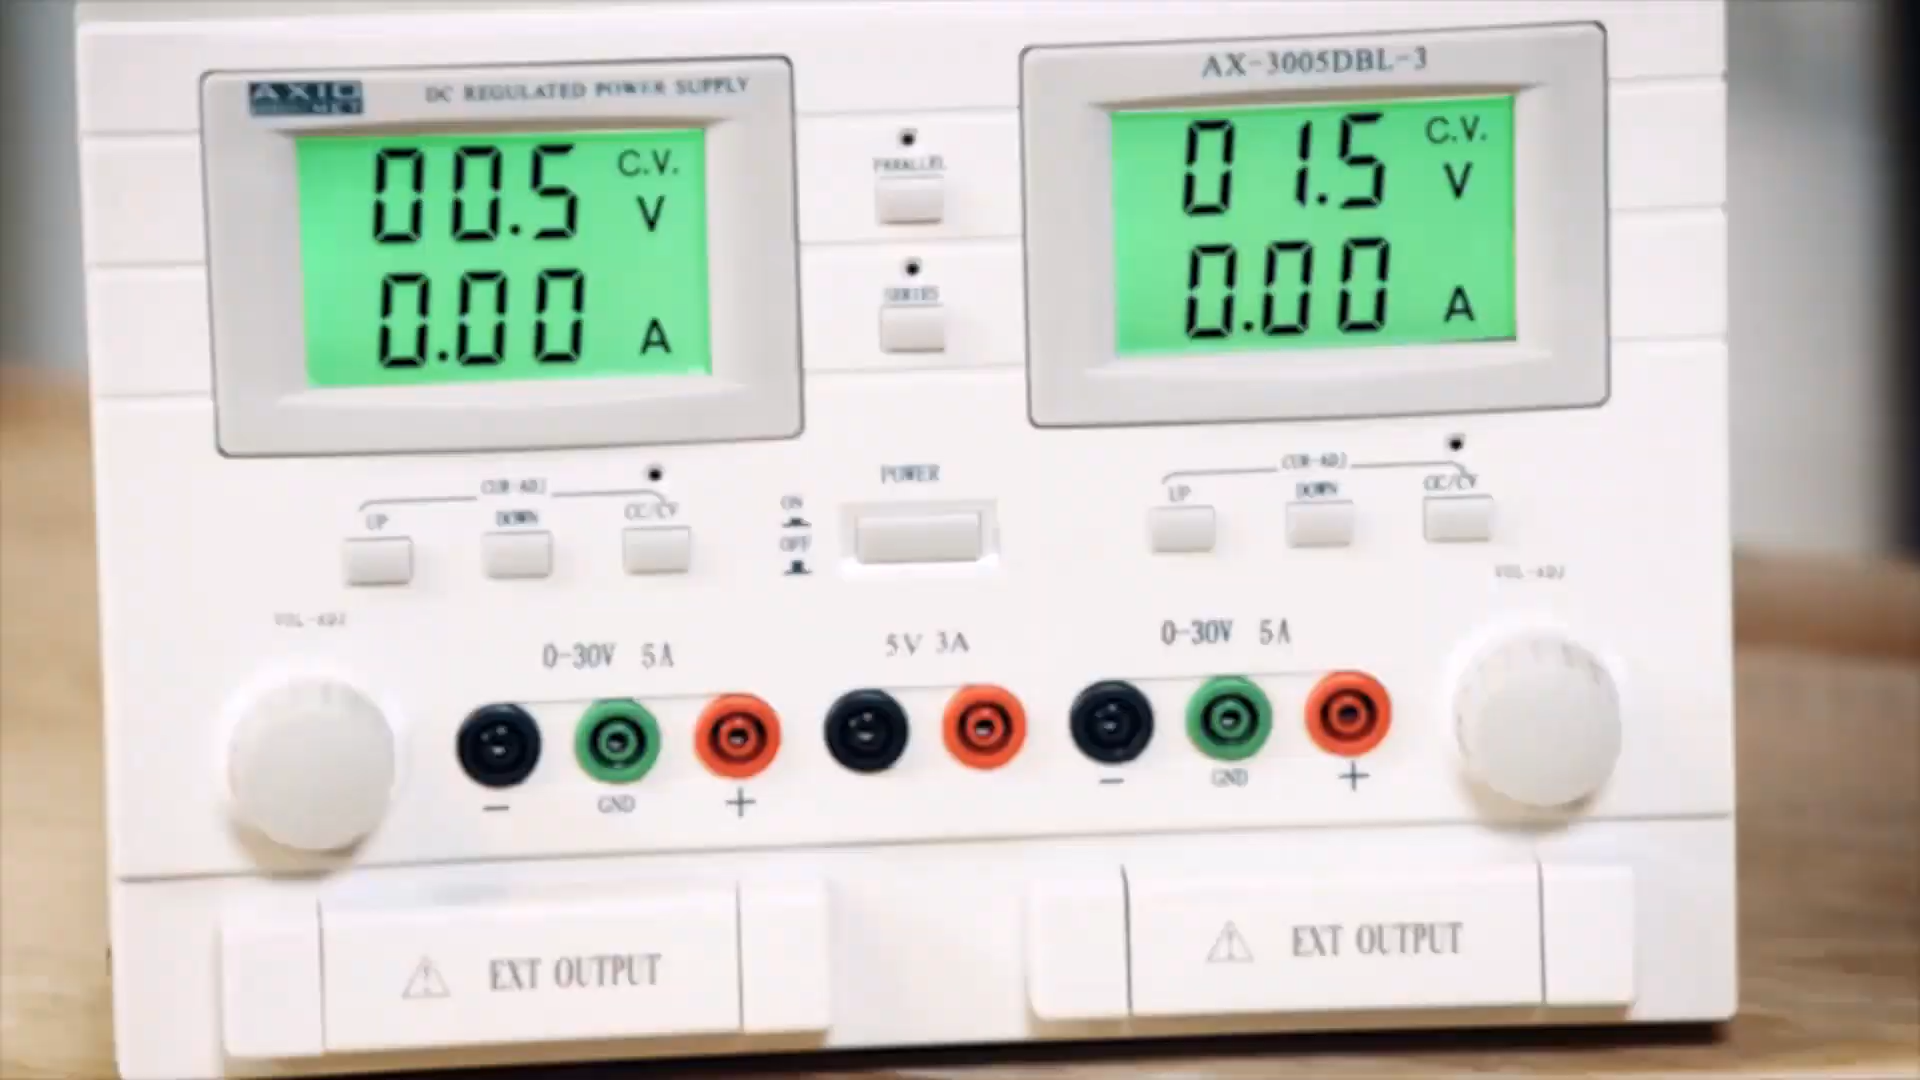 AXIO
MET
DC REGULATED POWER SUPPLY
00.5 C.V.
V
0.00 A
AX-3005DBL-3
01.5 C.V.
V
0.00 A
PARALLEL
SERIES
CUR-ADJ
UP DOWN CC/CV
POWER
ON
OFF
CUR-ADJ
UP DOWN CC/CV
VOL-ADJ
VOL-ADJ
0-30V 5A
5V 3A
0-30V 5A
− GND +
− GND +
EXT OUTPUT
EXT OUTPUT